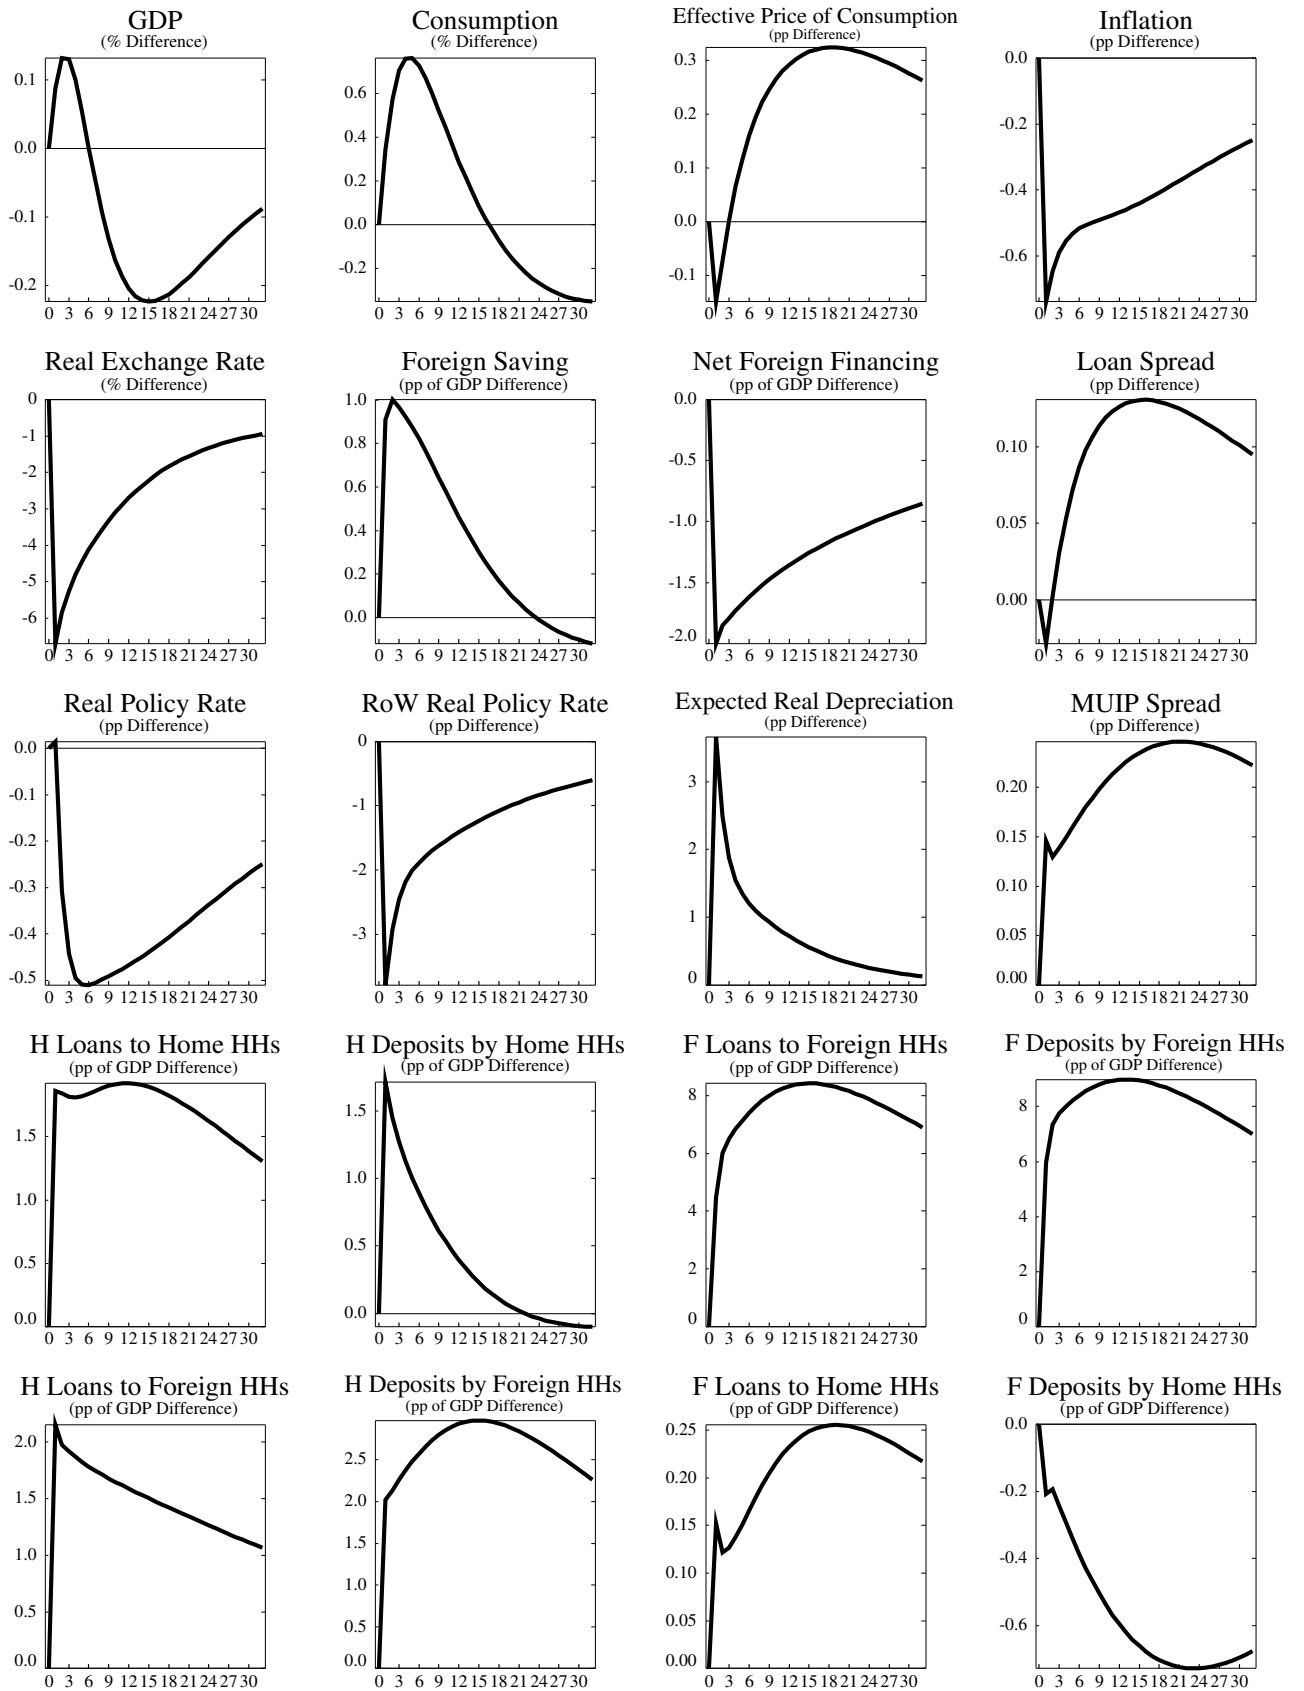 GDP
(% Difference)
0.1
0.0
-0.1
-0.2
0 3 6 9 12 15 18 21 24 27 30
Consumption
(% Difference)
0.6
0.4
0.2
0.0
-0.2
0 3 6 9 12 15 18 21 24 27 30
Effective Price of Consumption
(pp Difference)
0.3
0.2
0.1
0.0
-0.1
0 3 6 9 12 15 18 21 24 27 30
Inflation
(pp Difference)
0.0
-0.2
-0.4
-0.6
0 3 6 9 12 15 18 21 24 27 30
Real Exchange Rate
(% Difference)
0
-1
-2
-3
-4
-5
-6
0 3 6 9 12 15 18 21 24 27 30
Foreign Saving
(pp of GDP Difference)
1.0
0.8
0.6
0.4
0.2
0.0
0 3 6 9 12 15 18 21 24 27 30
Net Foreign Financing
(pp of GDP Difference)
0.0
-0.5
-1.0
-1.5
-2.0
0 3 6 9 12 15 18 21 24 27 30
Loan Spread
(pp Difference)
0.10
0.05
0.00
0 3 6 9 12 15 18 21 24 27 30
Real Policy Rate
(pp Difference)
0.0
-0.1
-0.2
-0.3
-0.4
-0.5
0 3 6 9 12 15 18 21 24 27 30
RoW Real Policy Rate
(pp Difference)
0
-1
-2
-3
0 3 6 9 12 15 18 21 24 27 30
Expected Real Depreciation
(pp Difference)
3
2
1
0
0 3 6 9 12 15 18 21 24 27 30
MUIP Spread
(pp Difference)
0.20
0.15
0.10
0.05
0.00
0 3 6 9 12 15 18 21 24 27 30
H Loans to Home HHs
(pp of GDP Difference)
1.5
1.0
0.5
0.0
0 3 6 9 12 15 18 21 24 27 30
H Deposits by Home HHs
(pp of GDP Difference)
1.5
1.0
0.5
0.0
0 3 6 9 12 15 18 21 24 27 30
F Loans to Foreign HHs
(pp of GDP Difference)
8
6
4
2
0
0 3 6 9 12 15 18 21 24 27 30
F Deposits by Foreign HHs
(pp of GDP Difference)
8
6
4
2
0
0 3 6 9 12 15 18 21 24 27 30
H Loans to Foreign HHs
(pp of GDP Difference)
2.0
1.5
1.0
0.5
0.0
0 3 6 9 12 15 18 21 24 27 30
H Deposits by Foreign HHs
(pp of GDP Difference)
2.5
2.0
1.5
1.0
0.5
0.0
0 3 6 9 12 15 18 21 24 27 30
F Loans to Home HHs
(pp of GDP Difference)
0.25
0.20
0.15
0.10
0.05
0.00
0 3 6 9 12 15 18 21 24 27 30
F Deposits by Home HHs
(pp of GDP Difference)
0.0
-0.2
-0.4
-0.6
0 3 6 9 12 15 18 21 24 27 30